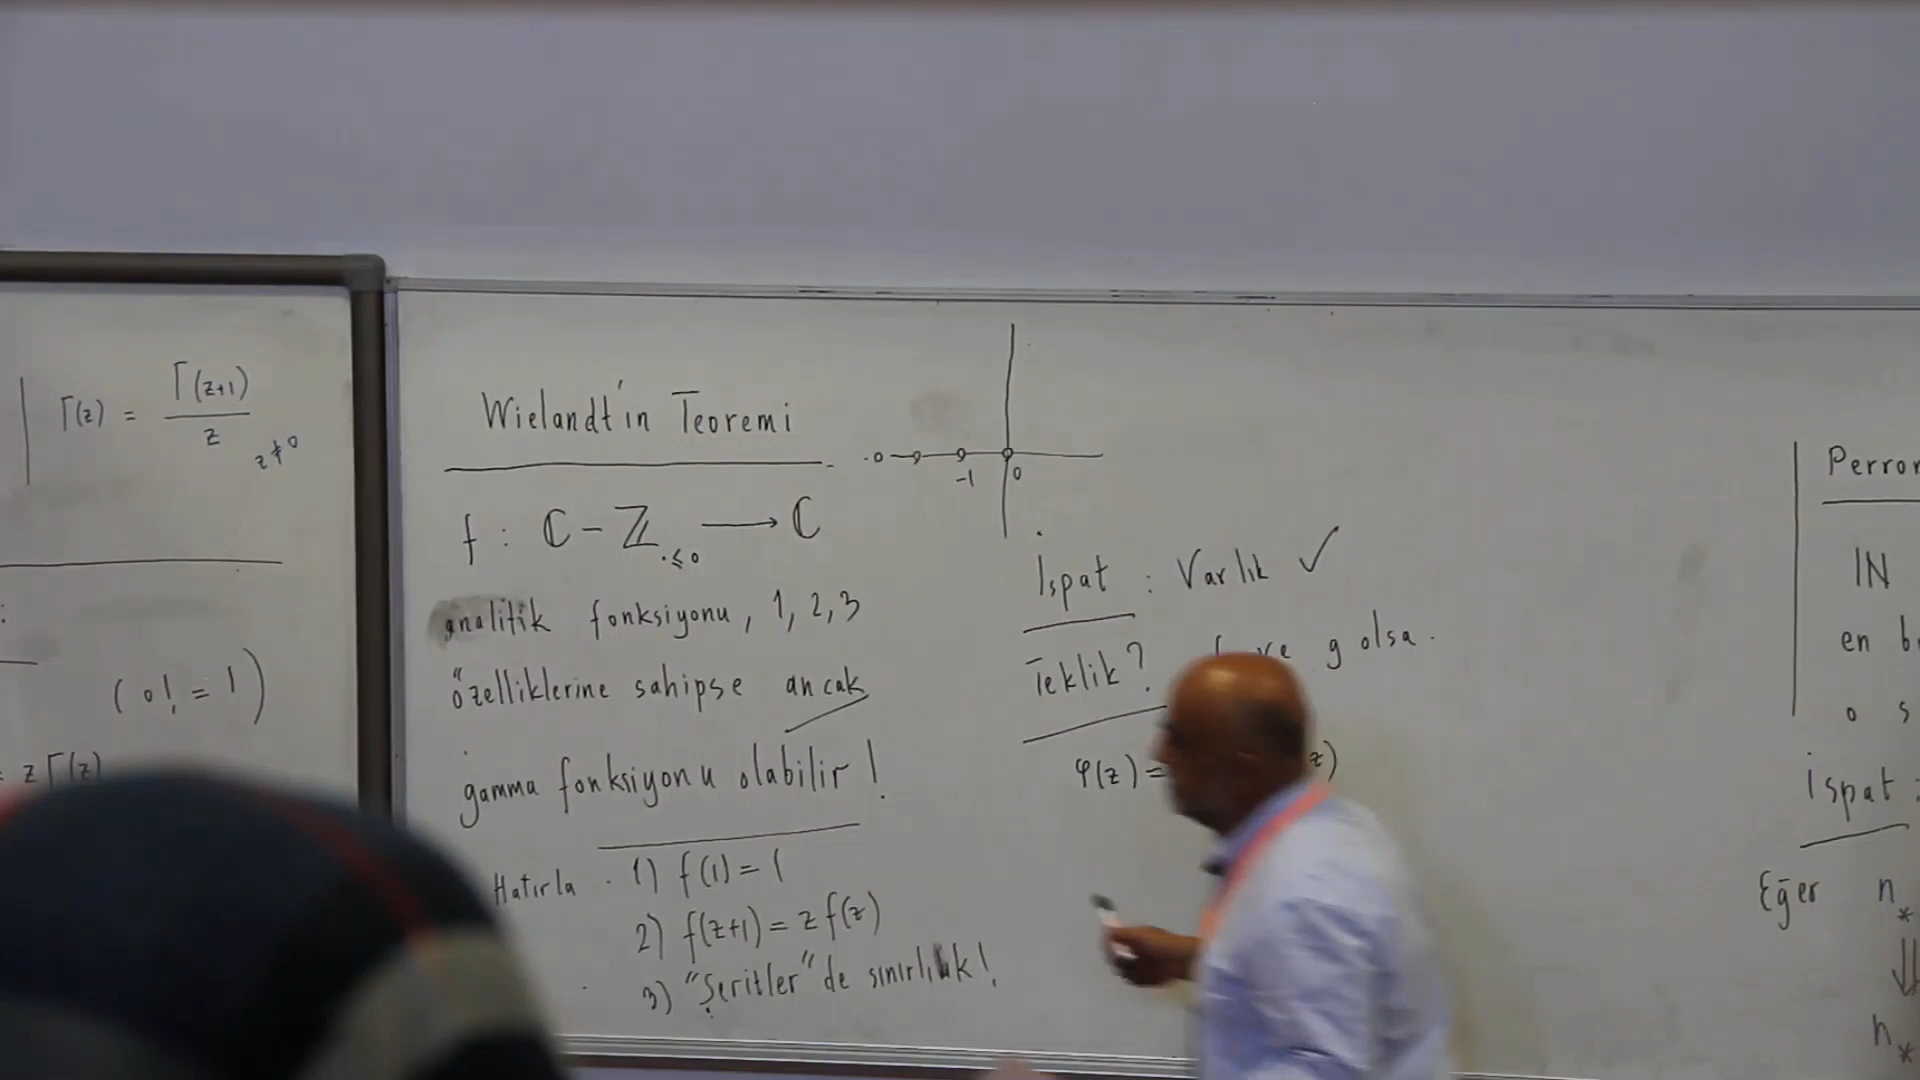 Γ(z) = Γ(z+1) / z
z ≠ 0
(0! = 1)
z Γ(z)
Wielandt'in Teoremi
-1 0
f : ℂ - ℤ≤0 → ℂ
analitik fonksiyonu, 1, 2, 3
özelliklerine sahipse ancak
gamma fonksiyonu olabilir!
Hatırla 1) f(1) = 1
2) f(z+1) = z f(z)
3) "Şeritler"de sınırlılık!
İspat : Varlık ✓
Teklik? ve g olsa.
φ(z) =
IN
en
İspat :
Eğer n*
⇓
n*